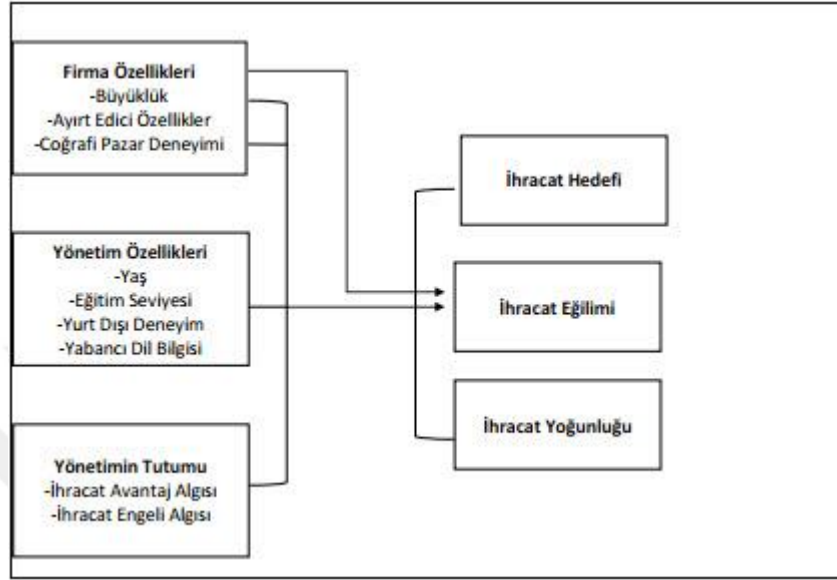 Firma Özellikleri
-Büyüklük
-Ayırt Edici Özellikler
-Coğrafi Pazar Deneyimi
Yönetim Özellikleri
-Yaş
-Eğitim Seviyesi
-Yurt Dışı Deneyim
-Yabancı Dil Bilgisi
Yönetimin Tutumu
-İhracat Avantaj Algısı
-İhracat Engeli Algısı
İhracat Hedefi
İhracat Eğilimi
İhracat Yoğunluğu